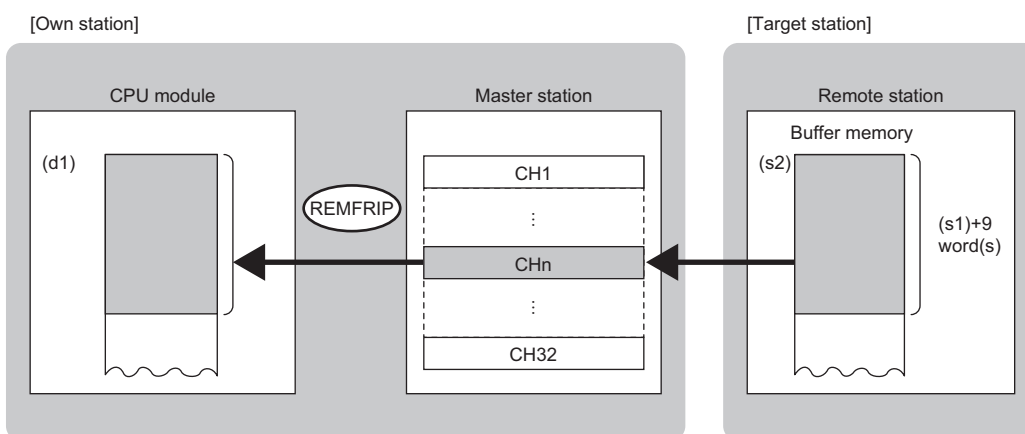 [Own station]
[Target station]
CPU module
Master station
Remote station
Buffer memory
(d1)
(s2)
CH1
REMFRIP
⋮
(s1)+9
word(s)
CHn
⋮
CH32